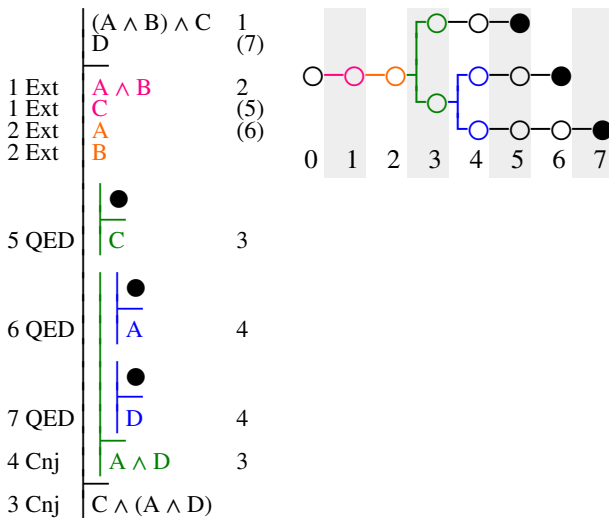 (A ∧ B) ∧ C 1
D (7)
1 Ext A ∧ B 2
1 Ext C (5)
2 Ext A (6)
2 Ext B
5 QED C 3
6 QED A 4
7 QED D 4
4 Cnj A ∧ D 3
3 Cnj C ∧ (A ∧ D)
0 1 2 3 4 5 6 7